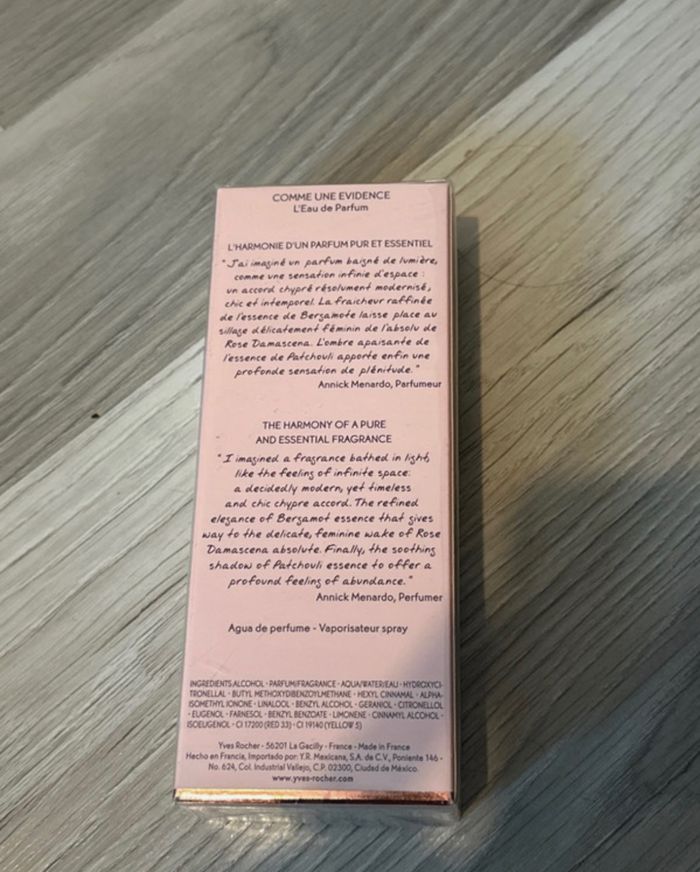 COMME UNE EVIDENCE
L'Eau de Parfum
L'HARMONIE D'UN PARFUM PUR ET ESSENTIEL
"J'ai imaginé un parfum baigné de lumière,
comme une sensation infinie d'espace :
un accord chypré résolument modernisé,
chic et intemporel. La fraicheur raffinée
de l'essence de Bergamote laisse place au
sillage délicatement féminin de l'absolu de
Rose Damascena. L'ombre apaisante de
l'essence de Patchouli apporte enfin une
profonde sensation de plénitude."
Annick Menardo, Parfumeur
THE HARMONY OF A PURE
AND ESSENTIAL FRAGRANCE
"I imagined a fragrance bathed in light,
like the feeling of infinite space:
a decidedly modern, yet timeless
and chic chypre accord. The refined
elegance of Bergamot essence that gives
way to the delicate, feminine wake of Rose
Damascena absolute. Finally, the soothing
shadow of Patchouli essence to offer a
profound feeling of abundance."
Annick Menardo, Perfumer
Agua de perfume - Vaporisateur spray
INGREDIENTS:ALCOHOL · PARFUM/FRAGRANCE · AQUA/WATER/EAU · HYDROXYCI-
TRONELLAL · BUTYL METHOXYDIBENZOYLMETHANE · HEXYL CINNAMAL · ALPHA-
ISOMETHYL IONONE · LINALOOL · BENZYL ALCOHOL · GERANIOL · CITRONELLOL
· EUGENOL · FARNESOL · BENZYL BENZOATE · LIMONENE · CINNAMYL ALCOHOL ·
ISOEUGENOL · CI 17200 (RED 33) · CI 19140 (YELLOW 5)
Yves Rocher - 56201 La Gacilly - France - Made in France
Hecho en Francia, Importado por: Y.R. Mexicana, S.A. de C.V., Poniente 146 -
No. 624, Col. Industrial Vallejo, C.P. 02300, Ciudad de México.
www.yves-rocher.com